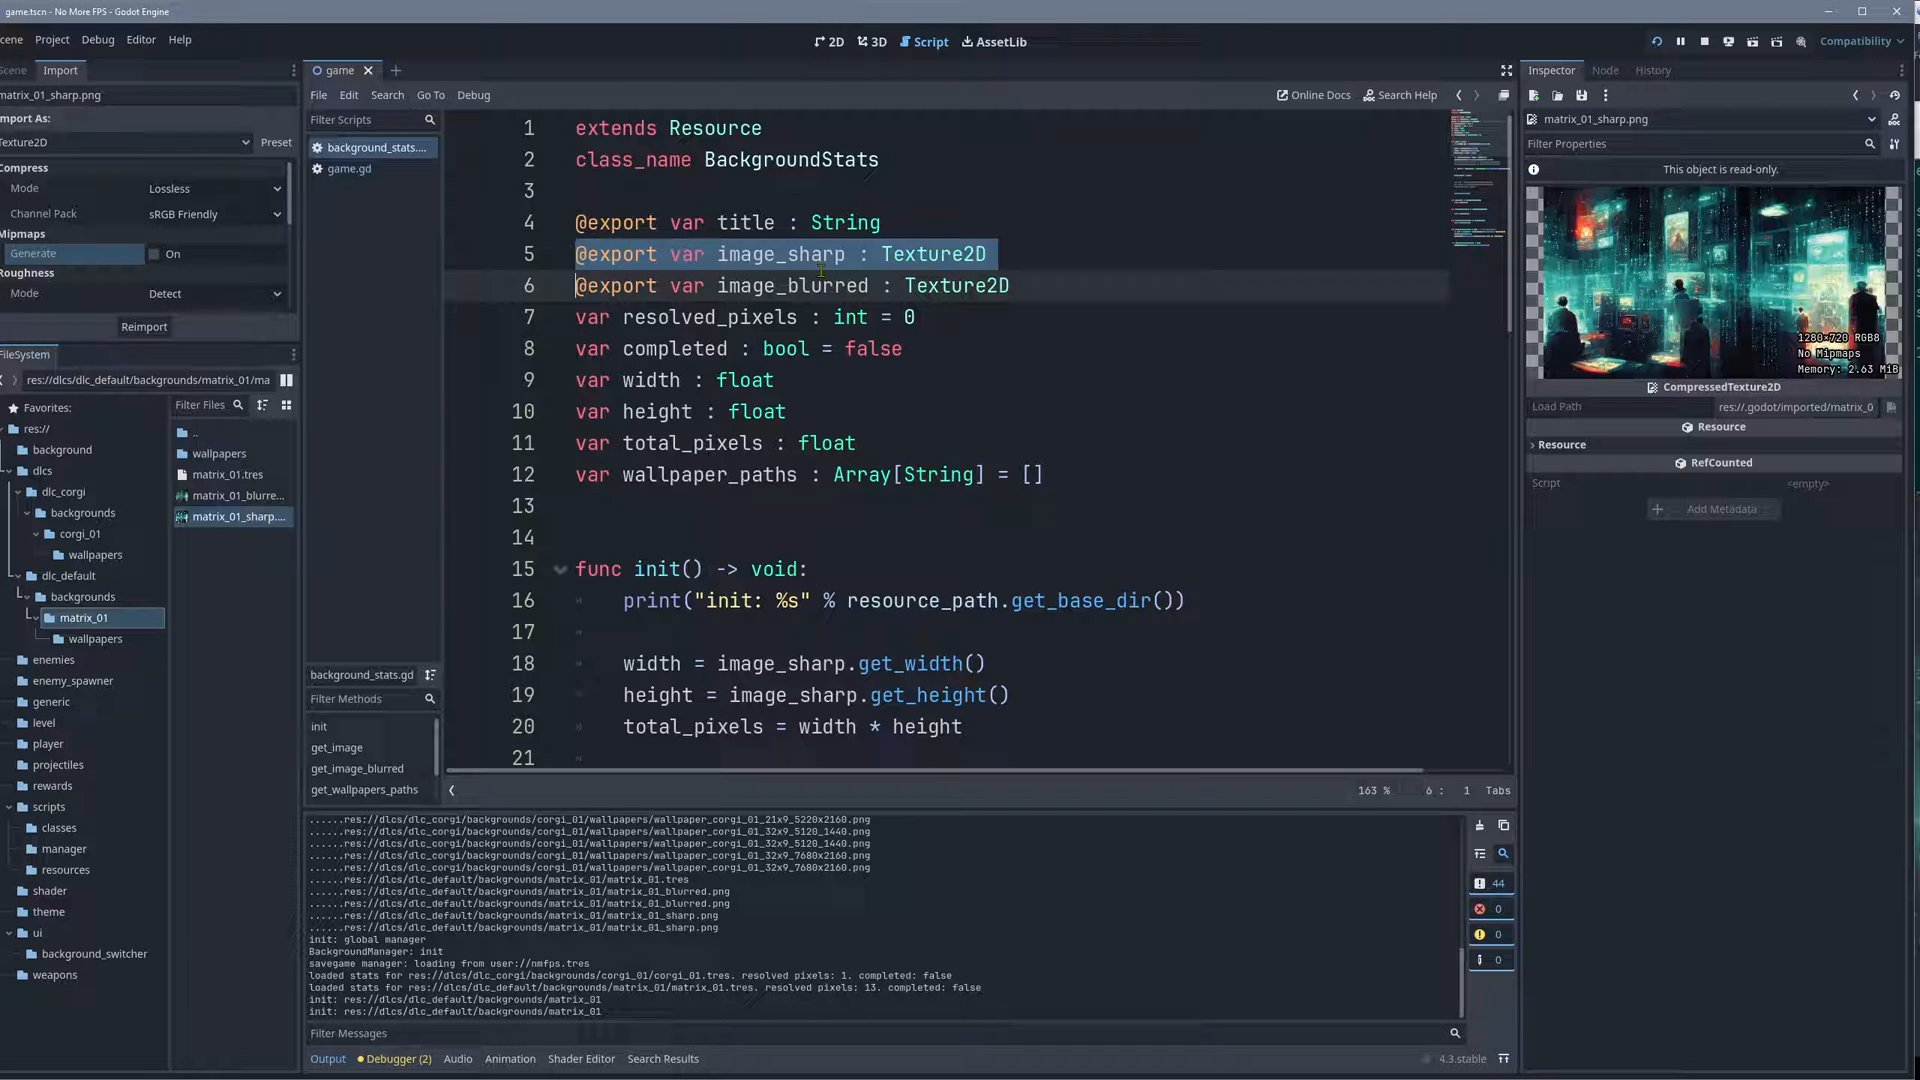 game.tscn - No More FPS - Godot Engine
cene Project Debug Editor Help
2D 3D Script AssetLib
Compatibility
Scene Import
matrix_01_sharp.png
Import As:
Texture2D Preset
Compress
Mode Lossless
Channel Pack sRGB Friendly
Mipmaps
Generate On
Roughness
Mode Detect
Reimport
FileSystem
res://dlcs/dlc_default/backgrounds/matrix_01/ma
Favorites:
res://
background
dlcs
dlc_corgi
backgrounds
corgi_01
wallpapers
dlc_default
backgrounds
matrix_01
wallpapers
enemies
enemy_spawner
generic
level
player
projectiles
rewards
scripts
classes
manager
resources
shader
theme
ui
background_switcher
weapons
Filter Files
..
wallpapers
matrix_01.tres
matrix_01_blurre...
matrix_01_sharp....
game
File Edit Search Go To Debug
Online Docs Search Help
Filter Scripts
background_stats....
game.gd
background_stats.gd
Filter Methods
init
get_image
get_image_blurred
get_wallpapers_paths
1 extends Resource
2 class_name BackgroundStats
3
4 @export var title : String
5 @export var image_sharp : Texture2D
6 @export var image_blurred : Texture2D
7 var resolved_pixels : int = 0
8 var completed : bool = false
9 var width : float
10 var height : float
11 var total_pixels : float
12 var wallpaper_paths : Array[String] = []
13
14
15 func init() -> void:
16 print("init: %s" % resource_path.get_base_dir())
17
18 width = image_sharp.get_width()
19 height = image_sharp.get_height()
20 total_pixels = width * height
21
163 % 6 : 1 Tabs
......res://dlcs/dlc_corgi/backgrounds/corgi_01/wallpapers/wallpaper_corgi_01_21x9_5220x2160.png
......res://dlcs/dlc_corgi/backgrounds/corgi_01/wallpapers/wallpaper_corgi_01_32x9_5120_1440.png
......res://dlcs/dlc_corgi/backgrounds/corgi_01/wallpapers/wallpaper_corgi_01_32x9_5120_1440.png
......res://dlcs/dlc_corgi/backgrounds/corgi_01/wallpapers/wallpaper_corgi_01_32x9_7680x2160.png
......res://dlcs/dlc_corgi/backgrounds/corgi_01/wallpapers/wallpaper_corgi_01_32x9_7680x2160.png
......res://dlcs/dlc_default/backgrounds/matrix_01/matrix_01.tres
......res://dlcs/dlc_default/backgrounds/matrix_01/matrix_01_blurred.png
......res://dlcs/dlc_default/backgrounds/matrix_01/matrix_01_blurred.png
......res://dlcs/dlc_default/backgrounds/matrix_01/matrix_01_sharp.png
......res://dlcs/dlc_default/backgrounds/matrix_01/matrix_01_sharp.png
init: global manager
BackgroundManager: init
savegame manager: loading from user://nmfps.tres
loaded stats for res://dlcs/dlc_corgi/backgrounds/corgi_01/corgi_01.tres. resolved pixels: 1. completed: false
loaded stats for res://dlcs/dlc_default/backgrounds/matrix_01/matrix_01.tres. resolved pixels: 13. completed: false
init: res://dlcs/dlc_default/backgrounds/matrix_01
init: res://dlcs/dlc_default/backgrounds/matrix_01
44
0
0
0
Filter Messages
Output Debugger (2) Audio Animation Shader Editor Search Results
4.3.stable
Inspector Node History
matrix_01_sharp.png
Filter Properties
This object is read-only.
1280×720 RGB8
No Mipmaps
Memory: 2.63 MiB
CompressedTexture2D
Load Path res://.godot/imported/matrix_0
Resource
Resource
RefCounted
Script <empty>
Add Metadata